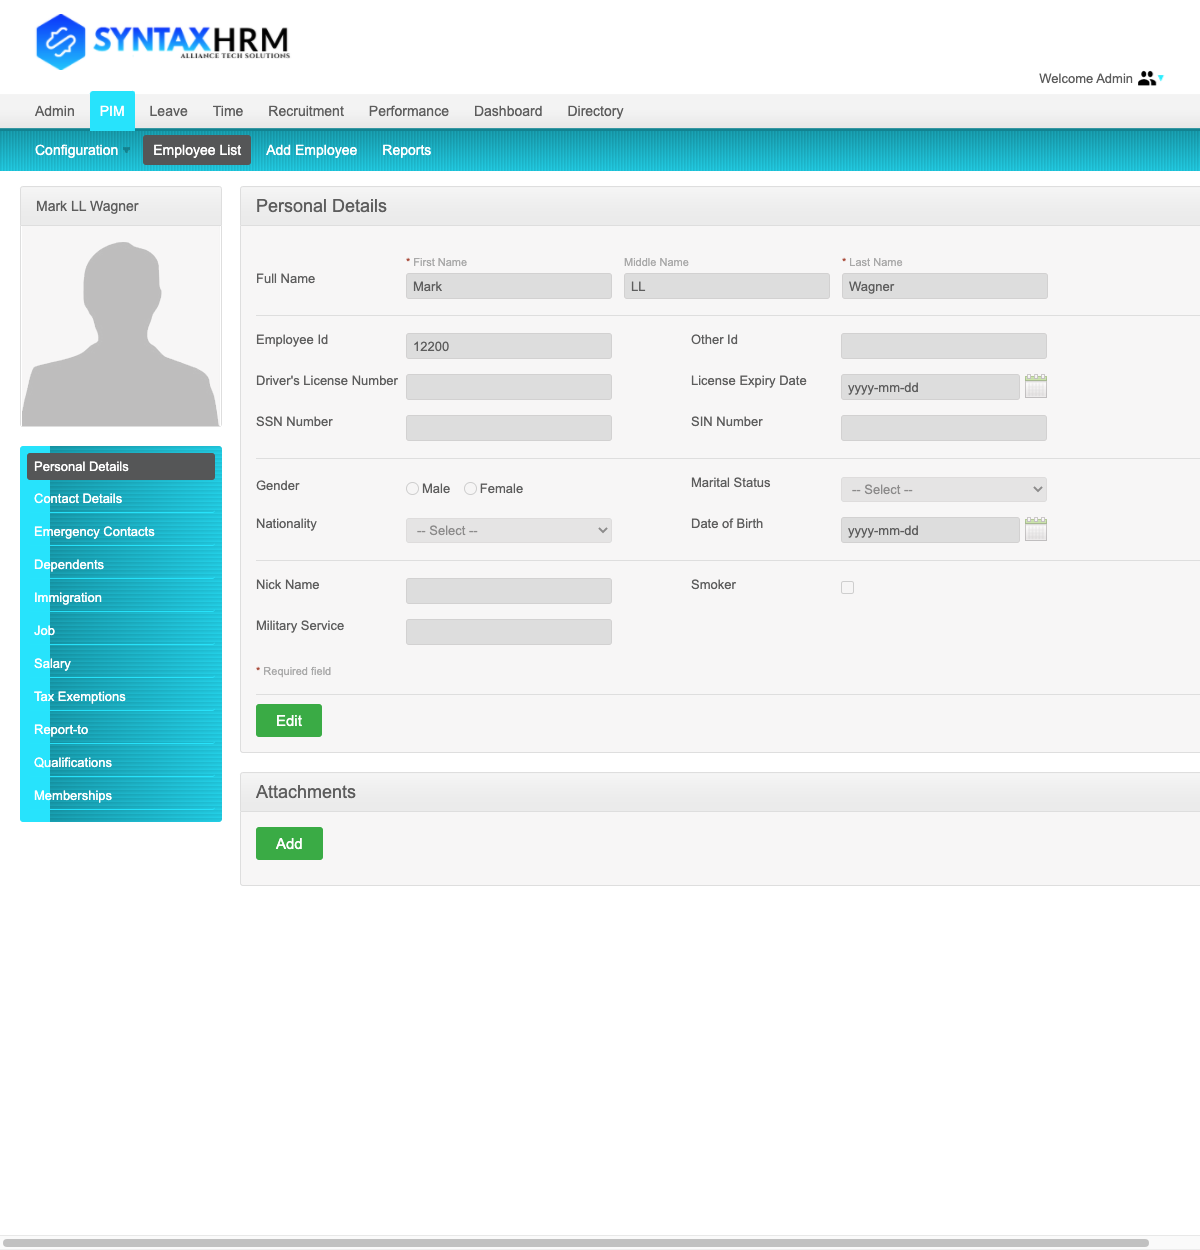 SYNTAXHRM
ALLIANCE TECH SOLUTIONS
Welcome Admin
Admin PIM Leave Time Recruitment Performance Dashboard Directory
Configuration Employee List Add Employee Reports
Mark LL Wagner
Personal Details
Contact Details
Emergency Contacts
Dependents
Immigration
Job
Salary
Tax Exemptions
Report-to
Qualifications
Memberships
Personal Details
* First Name Middle Name * Last Name
Full Name Mark LL Wagner
Employee Id 12200 Other Id
Driver's License Number License Expiry Date yyyy-mm-dd
SSN Number SIN Number
Gender Male Female Marital Status -- Select --
Nationality -- Select -- Date of Birth yyyy-mm-dd
Nick Name Smoker
Military Service
* Required field
Edit
Attachments
Add